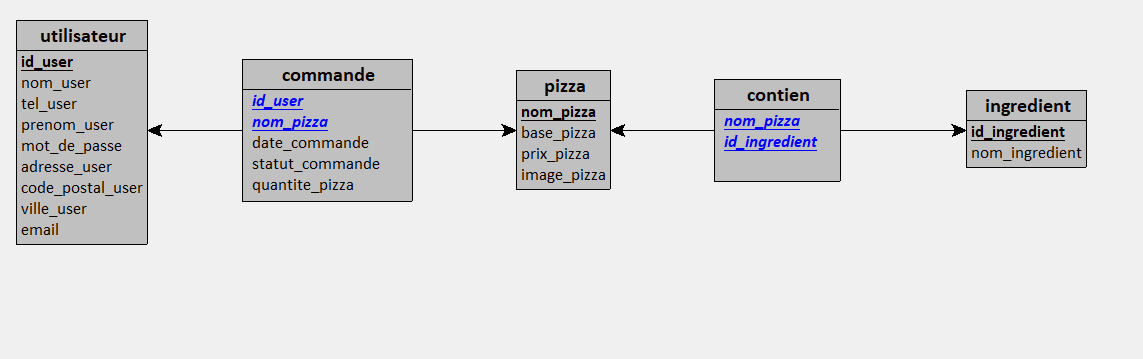 utilisateur
id_user
nom_user
tel_user
prenom_user
mot_de_passe
adresse_user
code_postal_user
ville_user
email
commande
id_user
nom_pizza
date_commande
statut_commande
quantite_pizza
pizza
nom_pizza
base_pizza
prix_pizza
image_pizza
contien
nom_pizza
id_ingredient
ingredient
id_ingredient
nom_ingredient